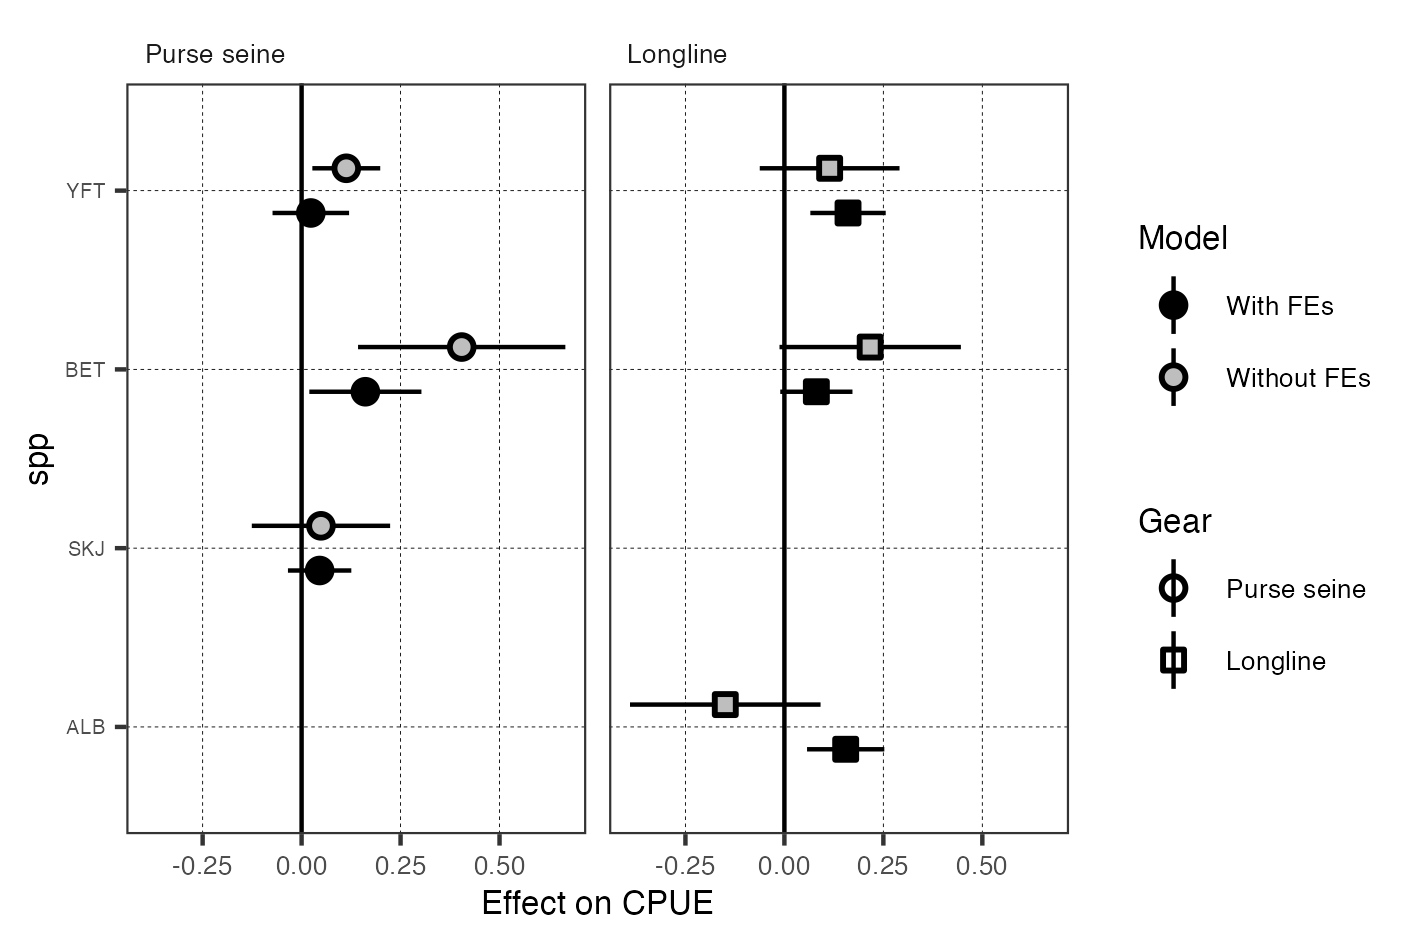 Purse seine
Longline
YFT
BET
SKJ
ALB
spp
-0.25 0.00 0.25 0.50
-0.25 0.00 0.25 0.50
Effect on CPUE
Model
With FEs
Without FEs
Gear
Purse seine
Longline